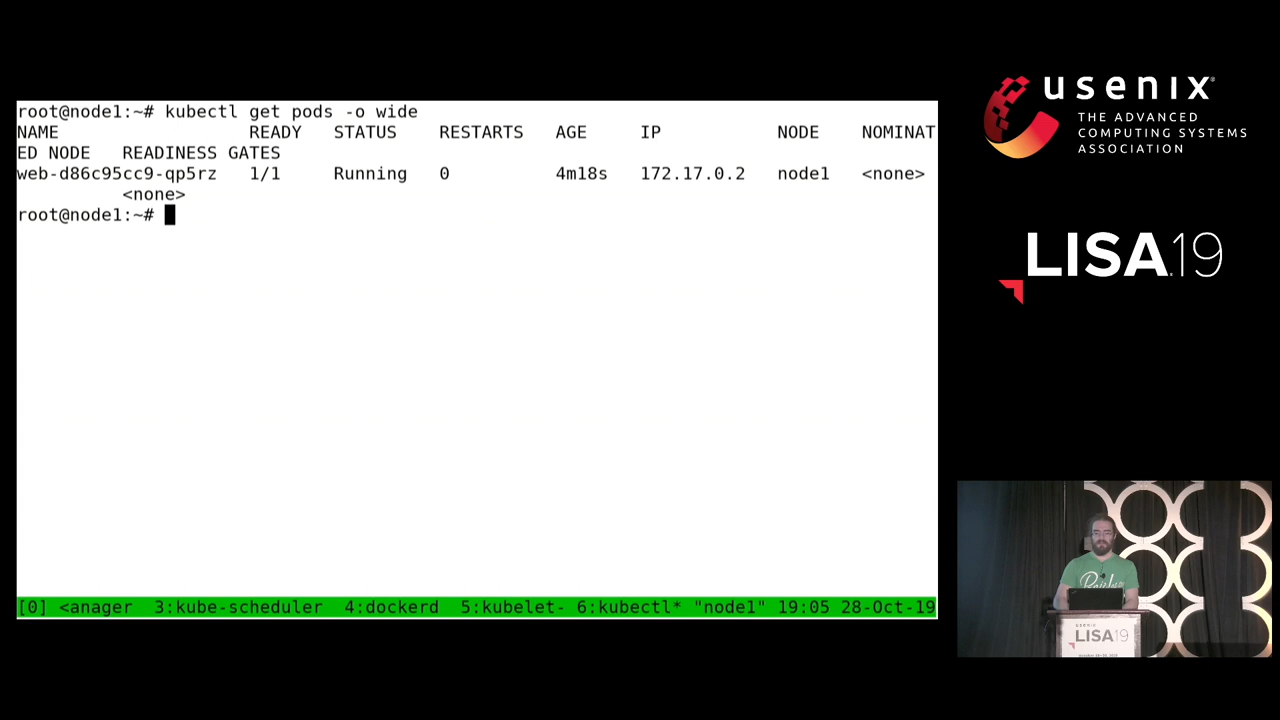 root@node1:~# kubectl get pods -o wide
NAME                  READY   STATUS    RESTARTS   AGE     IP           NODE    NOMINAT
ED NODE   READINESS GATES
web-d86c95cc9-qp5rz   1/1     Running   0          4m18s   172.17.0.2   node1   <none>
          <none>
root@node1:~#
[0] <anager  3:kube-scheduler  4:dockerd  5:kubelet- 6:kubectl* "node1" 19:05 28-Oct-19
usenix®
THE ADVANCED
COMPUTING SYSTEMS
ASSOCIATION
LISA.19
usenix
LISA19